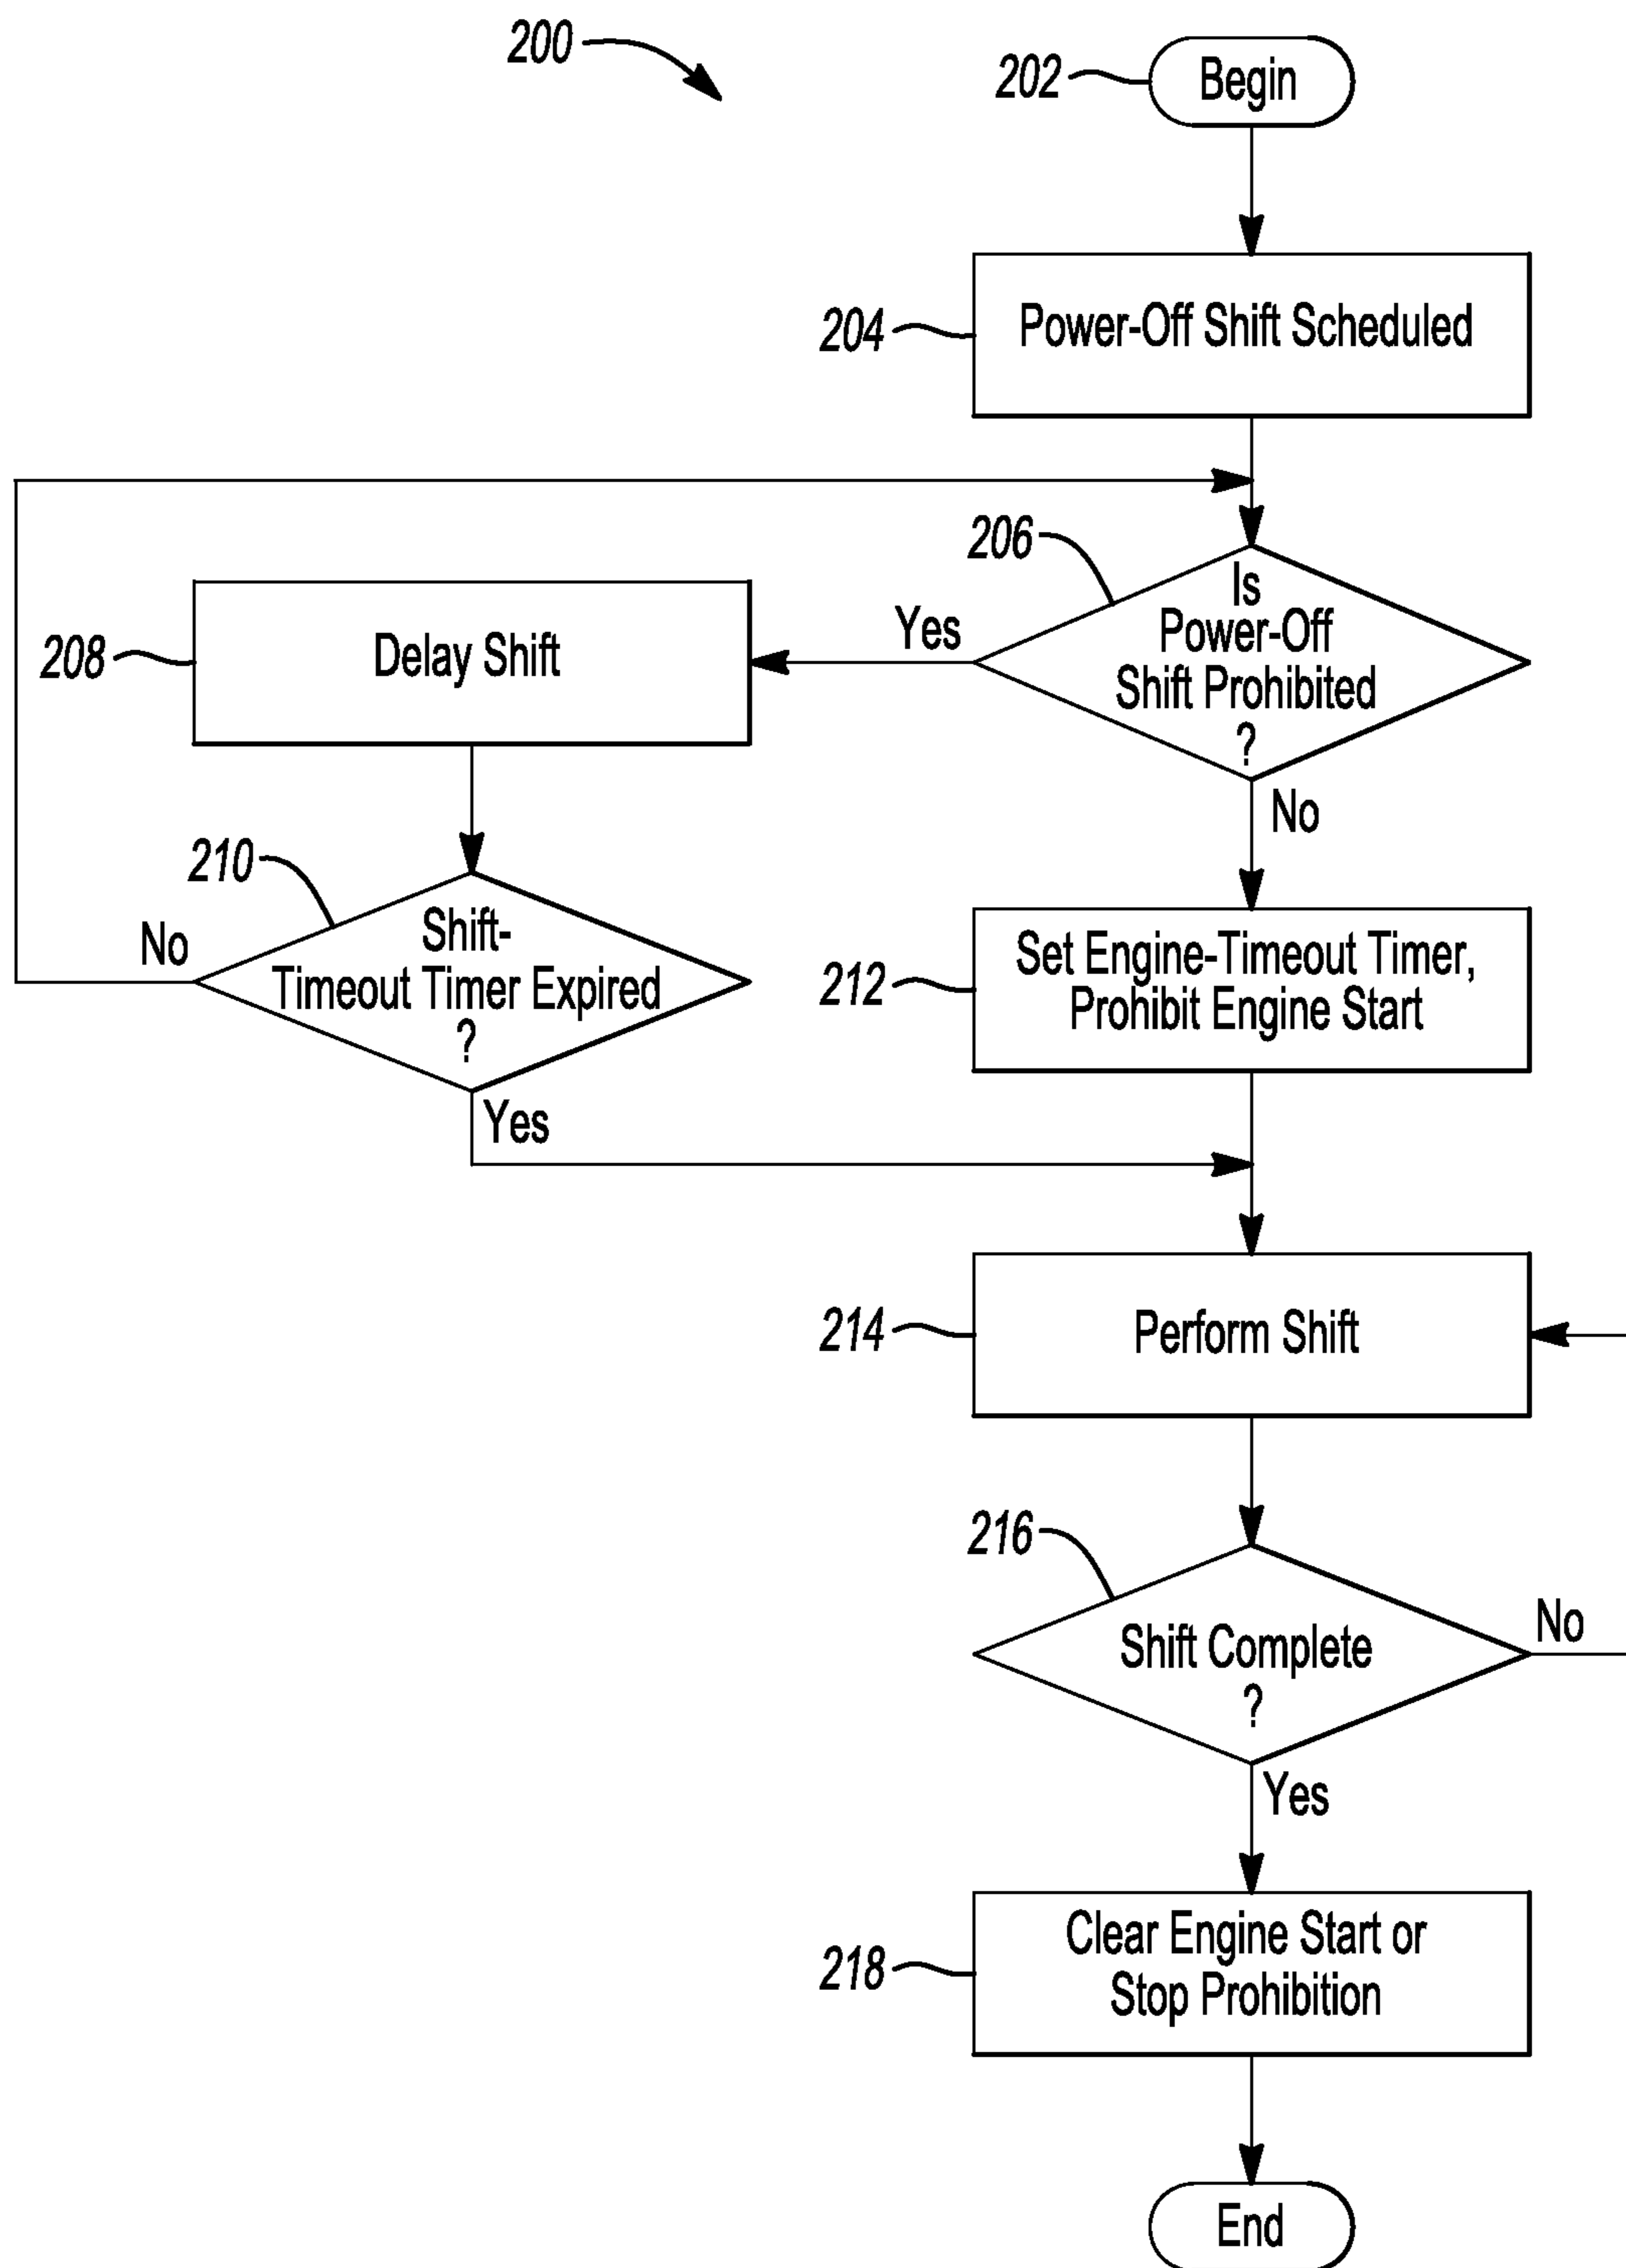 200
202
Begin
204
Power-Off Shift Scheduled
206
Is
Power-Off
Shift Prohibited
?
Yes
No
208
Delay Shift
210
Shift-
Timeout Timer Expired
?
No
Yes
212
Set Engine-Timeout Timer,
Prohibit Engine Start
214
Perform Shift
216
Shift Complete
?
No
Yes
218
Clear Engine Start or
Stop Prohibition
End